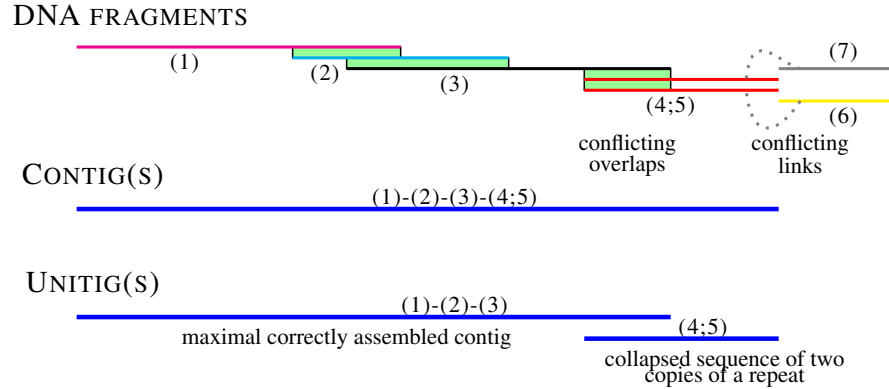 DNA FRAGMENTS
(1)
(2)
(3)
(4;5)
(7)
(6)
conflicting
overlaps
conflicting
links
CONTIG(S)
(1)-(2)-(3)-(4;5)
UNITIG(S)
(1)-(2)-(3)
maximal correctly assembled contig
(4;5)
collapsed sequence of two
copies of a repeat